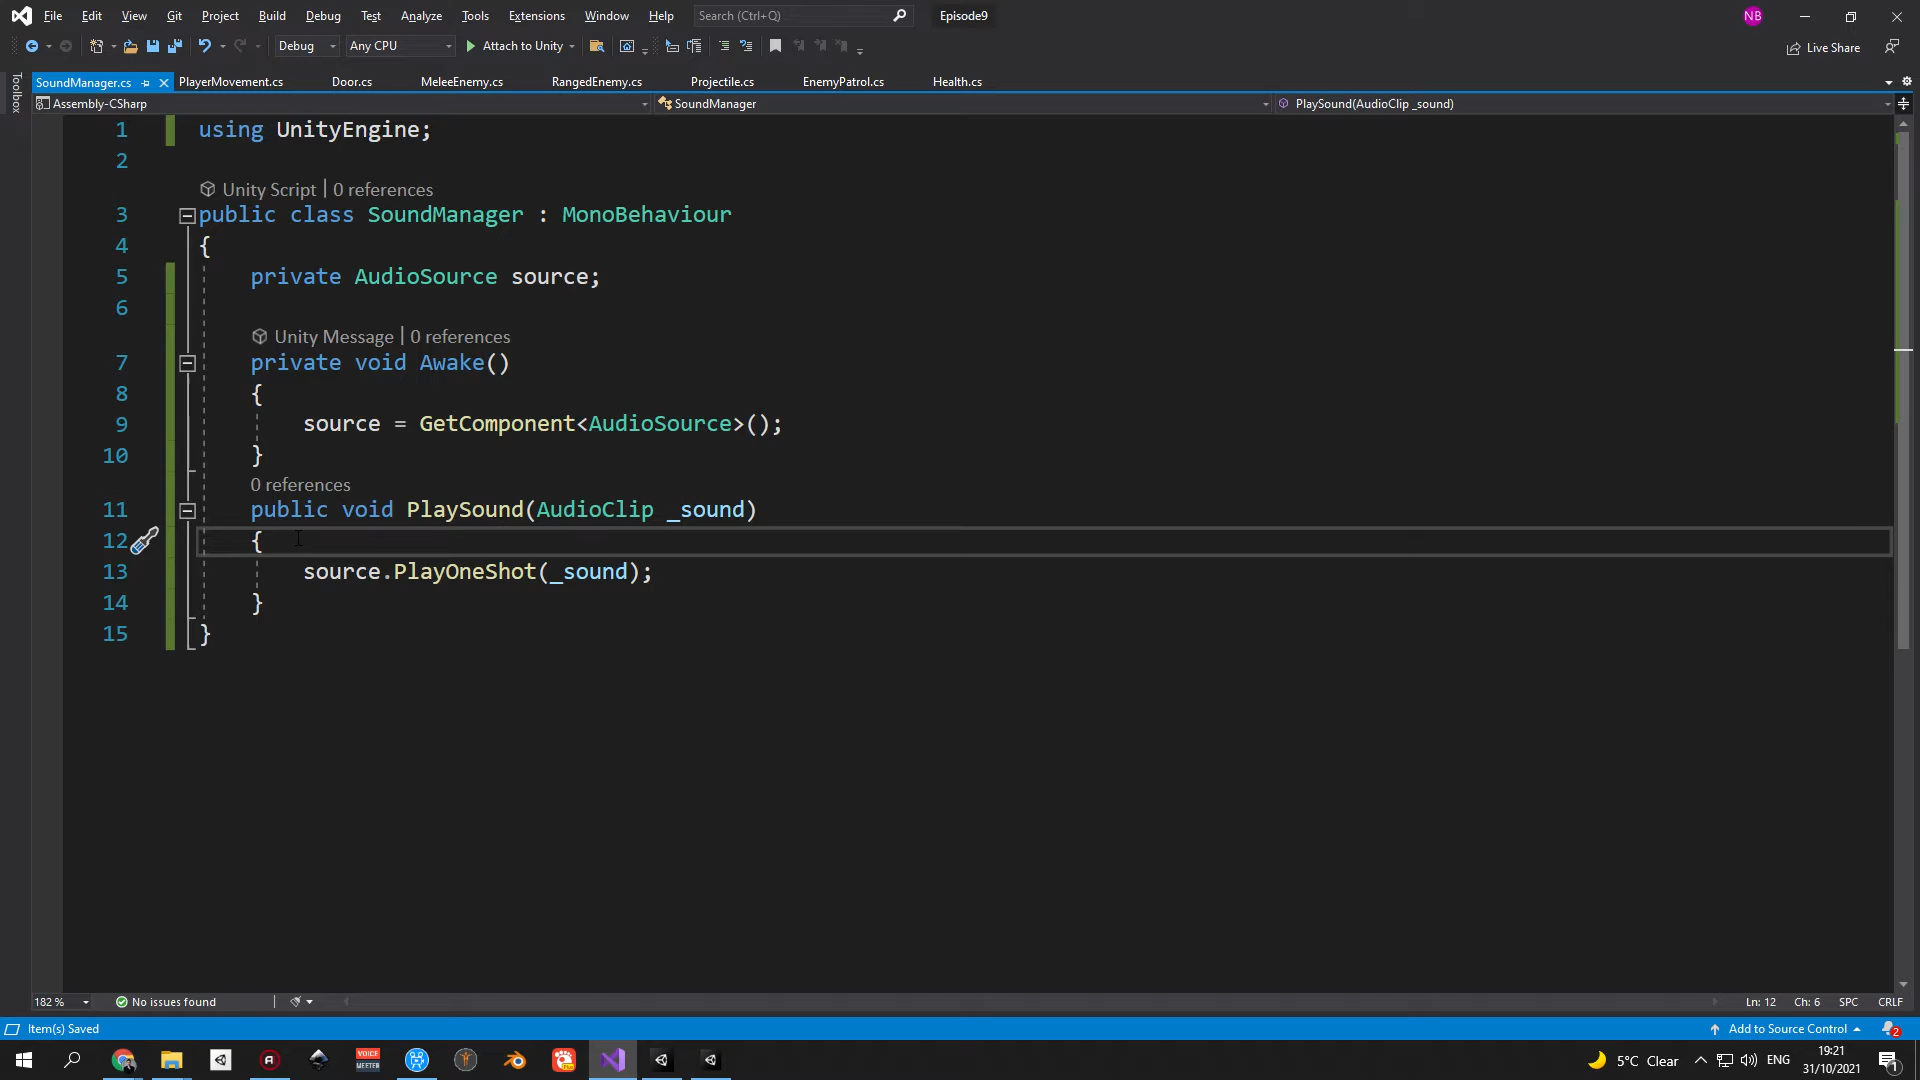 File Edit View Git Project Build Debug Test Analyze Tools Extensions Window Help Search (Ctrl+Q) Episode9 NB
Debug Any CPU Attach to Unity Live Share
Toolbox
SoundManager.cs PlayerMovement.cs Door.cs MeleeEnemy.cs RangedEnemy.cs Projectile.cs EnemyPatrol.cs Health.cs
Assembly-CSharp SoundManager PlaySound(AudioClip _sound)
1 using UnityEngine;
2
Unity Script | 0 references
3 public class SoundManager : MonoBehaviour
4 {
5 private AudioSource source;
6
Unity Message | 0 references
7 private void Awake()
8 {
9 source = GetComponent<AudioSource>();
10 }
0 references
11 public void PlaySound(AudioClip _sound)
12 {
13 source.PlayOneShot(_sound);
14 }
15 }
182 % No issues found Ln: 12 Ch: 6 SPC CRLF
Item(s) Saved Add to Source Control 2
VOICE
MEETER
5°C Clear ENG
19:21
31/10/2021
1